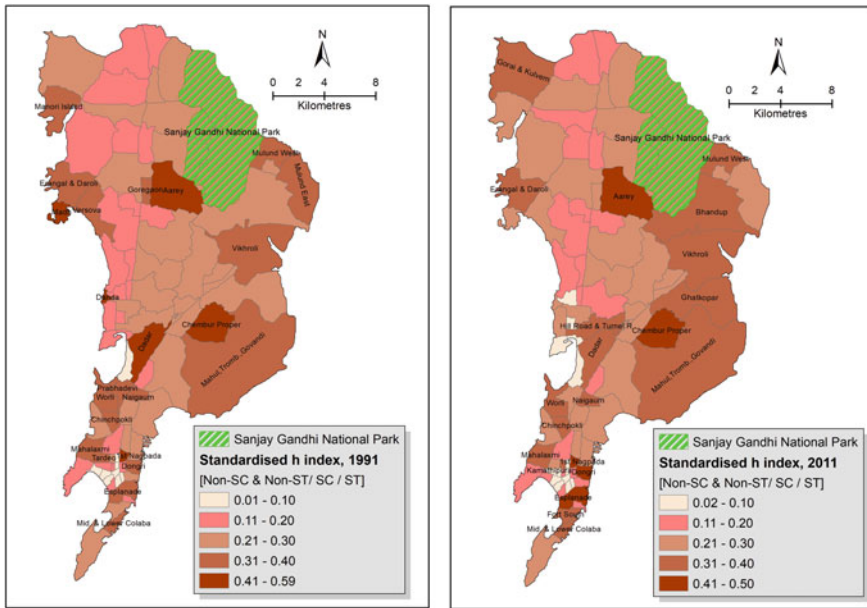 N
0 4 8
Kilometres
Manori Island
Sanjay Gandhi National Park
Mulund West
Mulund East
Erangal & Daroli
Goregaon
Aarey
Versova
Vikhroli
Danda
Chembur Proper
Dadar
Mahul,Tromb.,Govandi
Prabhadevi
Worli
Naigaum
Chinchpokli
Mahalaxmi
Tardeo
Nagpada
Dongri
Esplanade
Mid. & Lower Colaba
Sanjay Gandhi National Park
Standardised h index, 1991
[Non-SC & Non-ST/ SC / ST]
0.01 - 0.10
0.11 - 0.20
0.21 - 0.30
0.31 - 0.40
0.41 - 0.59
N
0 4 8
Kilometres
Gorai & Kulvem
Sanjay Gandhi National Park
Mulund West
Erangal & Daroli
Aarey
Bhandup
Vikhroli
Ghatkopar
Hill Road & Turner R
Chembur Proper
Dadar
Mahul,Tromb.,Govandi
Worli
Naigaum
Chinchpokli
Mahalaxmi
1st Nagpada
Kamathipura
Dongri
Esplanade
Fort South
Mid. & Lower Colaba
Sanjay Gandhi National Park
Standardised h index, 2011
[Non-SC & Non-ST/ SC / ST]
0.02 - 0.10
0.11 - 0.20
0.21 - 0.30
0.31 - 0.40
0.41 - 0.50